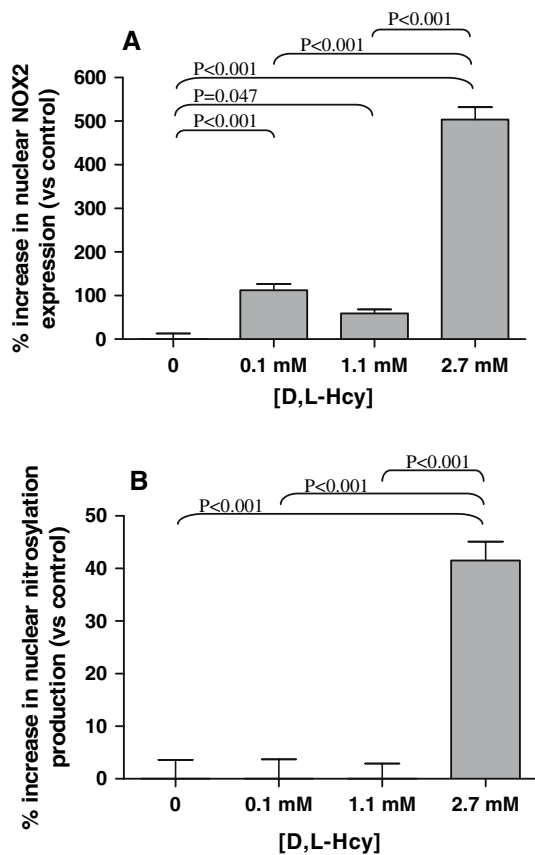 A
P<0.001
P<0.001
P<0.001
P=0.047
P<0.001
% increase in nuclear NOX2
expression (vs control)
600
500
400
300
200
100
0
0 0.1 mM 1.1 mM 2.7 mM
[D,L-Hcy]
B
P<0.001
P<0.001
P<0.001
% increase in nuclear nitrosylation
production (vs control)
50
40
30
20
10
0
0 0.1 mM 1.1 mM 2.7 mM
[D,L-Hcy]